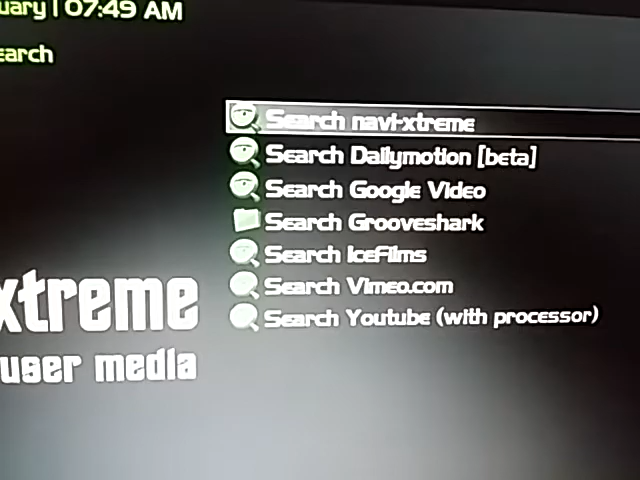 uary | 07:49 AM
earch
Search navi-xtreme
Search Dailymotion [beta]
Search Google Video
Search Grooveshark
Search IceFilms
Search Vimeo.com
Search Youtube (with processor)
xtreme
user media